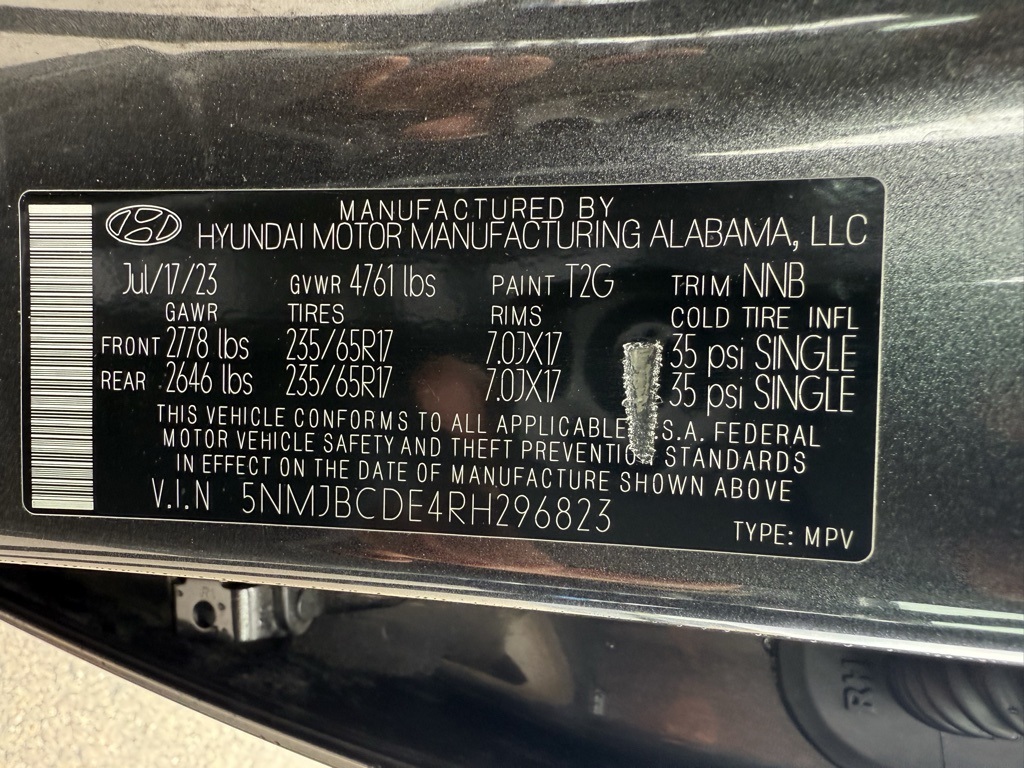 MANUFACTURED BY
HYUNDAI MOTOR MANUFACTURING ALABAMA, LLC
Jul/17/23 GVWR 4761 lbs PAINT T2G TRIM NNB
GAWR TIRES RIMS COLD TIRE INFL
FRONT 2778 lbs 235/65R17 7.0JX17 35 psi SINGLE
REAR 2646 lbs 235/65R17 7.0JX17 35 psi SINGLE
THIS VEHICLE CONFORMS TO ALL APPLICABLE .S.A. FEDERAL
MOTOR VEHICLE SAFETY AND THEFT PREVENTION STANDARDS
IN EFFECT ON THE DATE OF MANUFACTURE SHOWN ABOVE
V.I.N 5NMJBCDE4RH296823
TYPE: MPV
RH